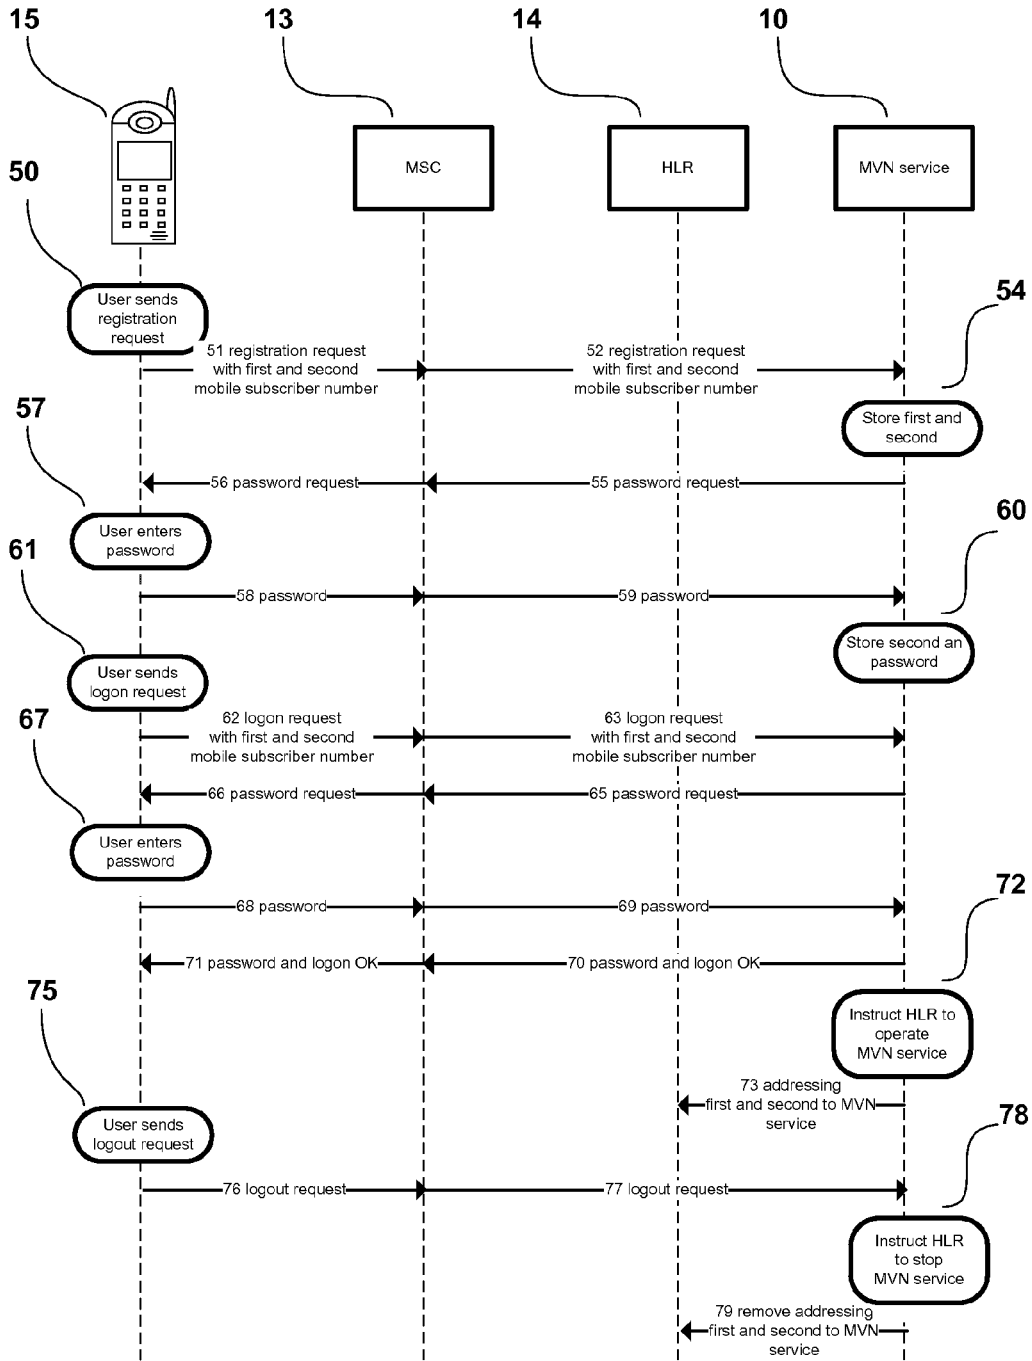 15
13
14
10
MSC
HLR
MVN service
50
User sends
registration
request
54
51 registration request
with first and second
mobile subscriber number
52 registration request
with first and second
mobile subscriber number
Store first and
second
57
56 password request
55 password request
User enters
password
60
61
58 password
59 password
Store second an
password
User sends
logon request
67
62 logon request
with first and second
mobile subscriber number
63 logon request
with first and second
mobile subscriber number
66 password request
65 password request
User enters
password
72
68 password
69 password
71 password and logon OK
70 password and logon OK
75
Instruct HLR to
operate
MVN service
73 addressing
first and second to MVN
service
User sends
logout request
78
76 logout request
77 logout request
Instruct HLR
to stop
MVN service
79 remove addressing
first and second to MVN
service